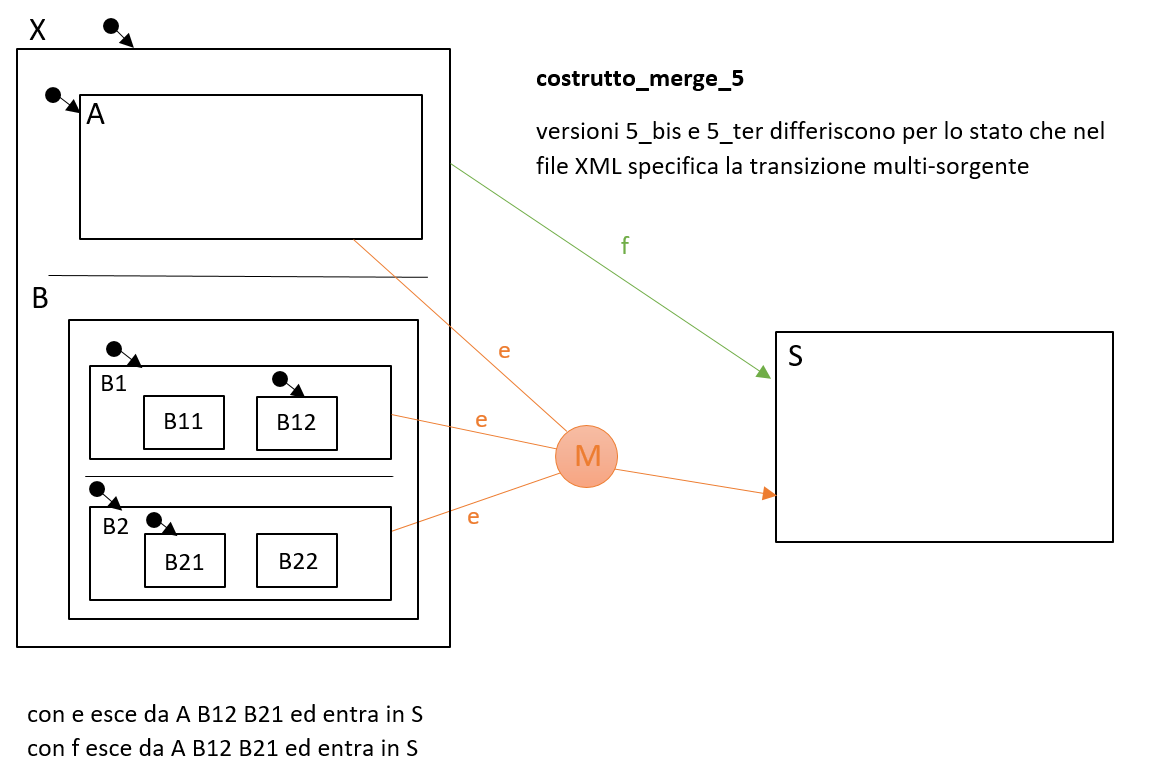 X
costrutto_merge_5
A
versioni 5_bis e 5_ter differiscono per lo stato che nel
file XML specifica la transizione multi-sorgente
f
B
e
S
B1
B11
B12
e
M
e
B2
B21
B22
con e esce da A B12 B21 ed entra in S
con f esce da A B12 B21 ed entra in S